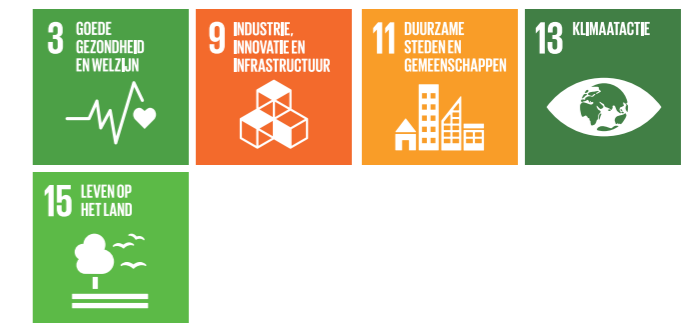 3 GOEDE
GEZONDHEID
EN WELZIJN
9 INDUSTRIE,
INNOVATIE EN
INFRASTRUCTUUR
11 DUURZAME
STEDEN EN
GEMEENSCHAPPEN
13 KLIMAATACTIE
15 LEVEN OP
HET LAND